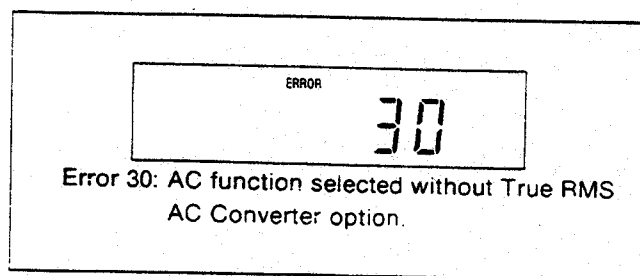 ERROR
30
Error 30: AC function selected without True RMS
AC Converter option.